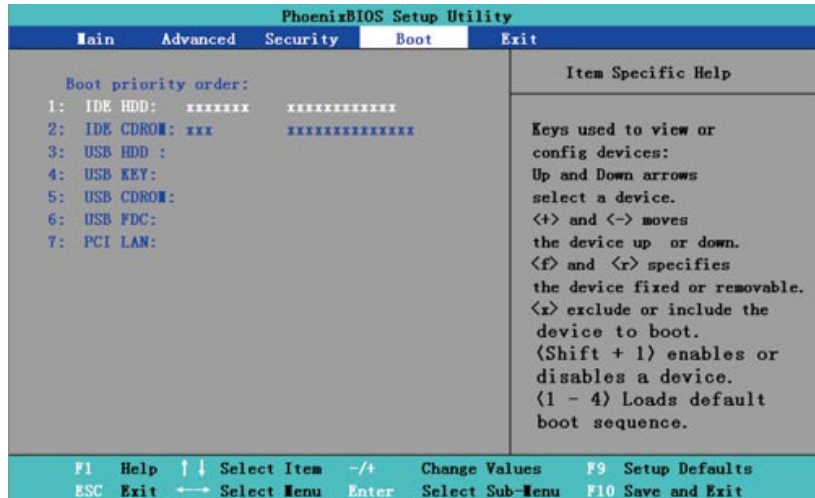 PhoenixBIOS Setup Utility
Main Advanced Security Boot Exit
Boot priority order:
1: IDE HDD: xxxxxxx xxxxxxxxxxxx
2: IDE CDROM: xxx xxxxxxxxxxxxxx
3: USB HDD :
4: USB KEY:
5: USB CDROM:
6: USB FDC:
7: PCI LAN:
Item Specific Help
Keys used to view or
config devices:
Up and Down arrows
select a device.
<+> and <-> moves
the device up or down.
<f> and <r> specifies
the device fixed or removable.
<x> exclude or include the
device to boot.
(Shift + 1) enables or
disables a device.
(1 - 4) Loads default
boot sequence.
F1 Help ↑↓ Select Item -/+ Change Values F9 Setup Defaults
ESC Exit ←→ Select Menu Enter Select Sub-Menu F10 Save and Exit